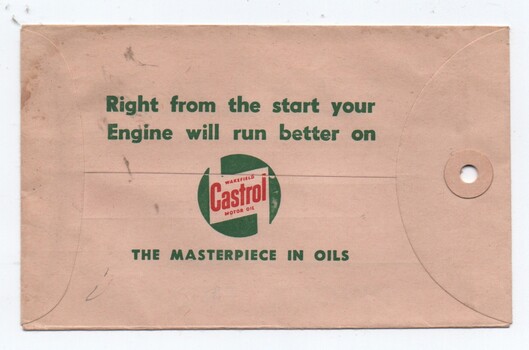 Right from the start your
Engine will run better on
WAKEFIELD
Castrol
MOTOR OIL
THE MASTERPIECE IN OILS